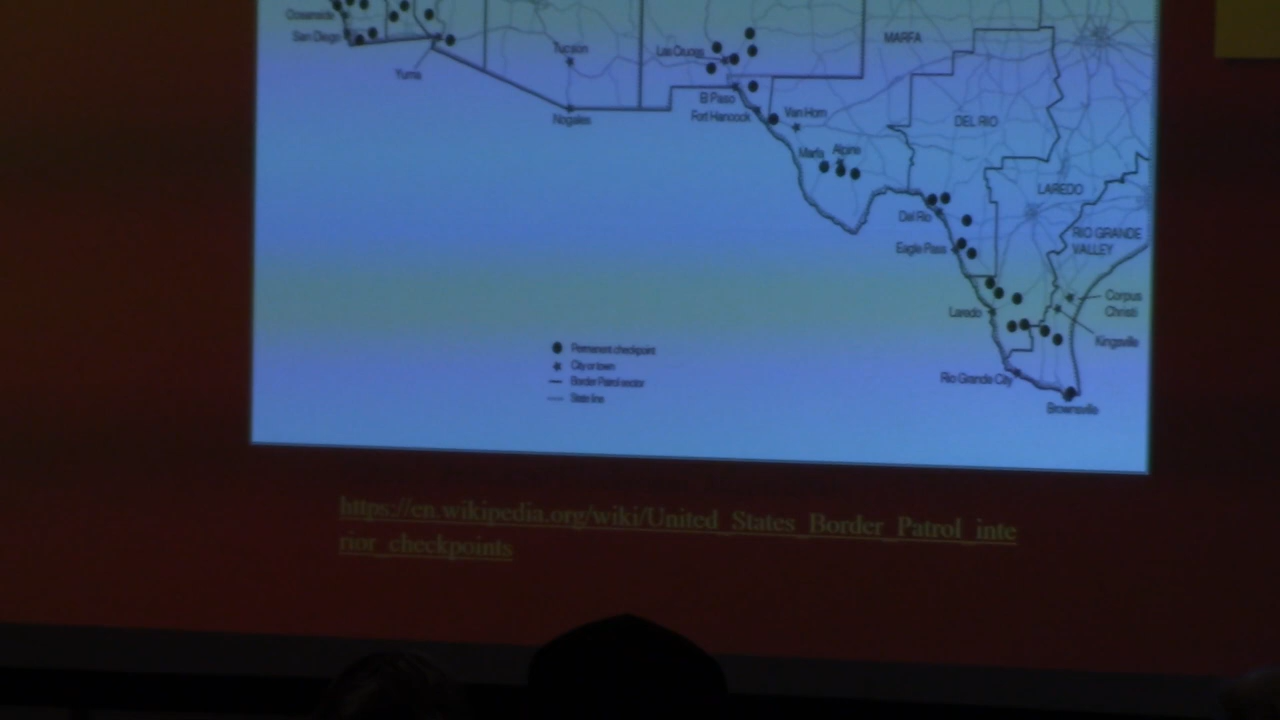 Oceanside
San Diego
Yuma
Tucson
Nogales
Las Cruces
El Paso
Fort Hancock
Van Horn
Marfa
Alpine
MARFA
DEL RIO
LAREDO
RIO GRANDE
VALLEY
Del Rio
Eagle Pass
Laredo
Corpus
Christi
Kingsville
Rio Grande City
Brownsville
Permanent checkpoint
City or town
Border Patrol sector
State line
https://en.wikipedia.org/wiki/United_States_Border_Patrol_inte
rior_checkpoints